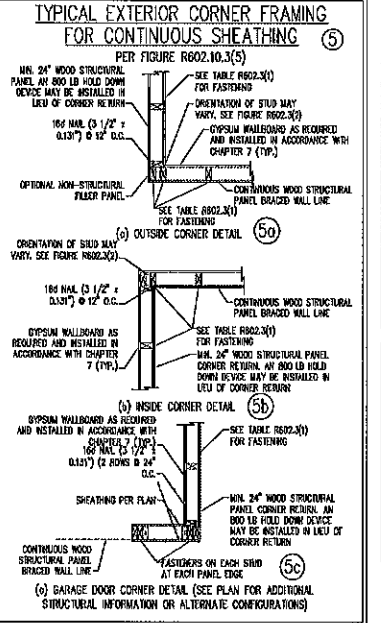 TYPICAL EXTERIOR CORNER FRAMING
FOR CONTINUOUS SHEATHING
5
PER FIGURE R602.10.3(5)
MIN. 24" WOOD STRUCTURAL
PANEL AN 800 LB HOLD DOWN
DEVICE MAY BE INSTALLED IN
LIEU OF CORNER RETURN
16d NAIL (3 1/2" x
0.131") @ 12" O.C.
OPTIONAL NON-STRUCTURAL
FILLER PANEL
SEE TABLE R602.3(1)
FOR FASTENING
ORIENTATION OF STUD MAY
VARY. SEE FIGURE R602.3(2)
GYPSUM WALLBOARD AS REQUIRED
AND INSTALLED IN ACCORDANCE WITH
CHAPTER 7 (TYP.)
CONTINUOUS WOOD STRUCTURAL
PANEL BRACED WALL LINE
SEE TABLE R602.3(1)
FOR FASTENING
(a) OUTSIDE CORNER DETAIL
5a
ORIENTATION OF STUD MAY
VARY. SEE FIGURE R602.3(2)
16d NAIL (3 1/2" x
0.131") @ 12" O.C.
GYPSUM WALLBOARD AS
REQUIRED AND INSTALLED IN
ACCORDANCE WITH CHAPTER
7 (TYP.)
CONTINUOUS WOOD STRUCTURAL
PANEL BRACED WALL LINE
SEE TABLE R602.3(1)
FOR FASTENING
MIN. 24" WOOD STRUCTURAL PANEL
CORNER RETURN. AN 800 LB HOLD
DOWN DEVICE MAY BE INSTALLED IN
LIEU OF CORNER RETURN
(b) INSIDE CORNER DETAIL
5b
GYPSUM WALLBOARD AS REQUIRED
AND INSTALLED IN ACCORDANCE WITH
CHAPTER 7 (TYP.)
16d NAIL (3 1/2" x
0.131") (2 ROWS @ 24"
O.C.
SHEATHING PER PLAN
SEE TABLE R602.3(1)
FOR FASTENING
MIN. 24" WOOD STRUCTURAL
PANEL CORNER RETURN. AN
800 LB HOLD DOWN DEVICE
MAY BE INSTALLED IN LIEU OF
CORNER RETURN
CONTINUOUS WOOD
STRUCTURAL PANEL
BRACED WALL LINE
FASTENERS ON EACH STUD
AT EACH PANEL EDGE
5c
(c) GARAGE DOOR CORNER DETAIL (SEE PLAN FOR ADDITIONAL
STRUCTURAL INFORMATION OR ALTERNATE CONFIGURATIONS)